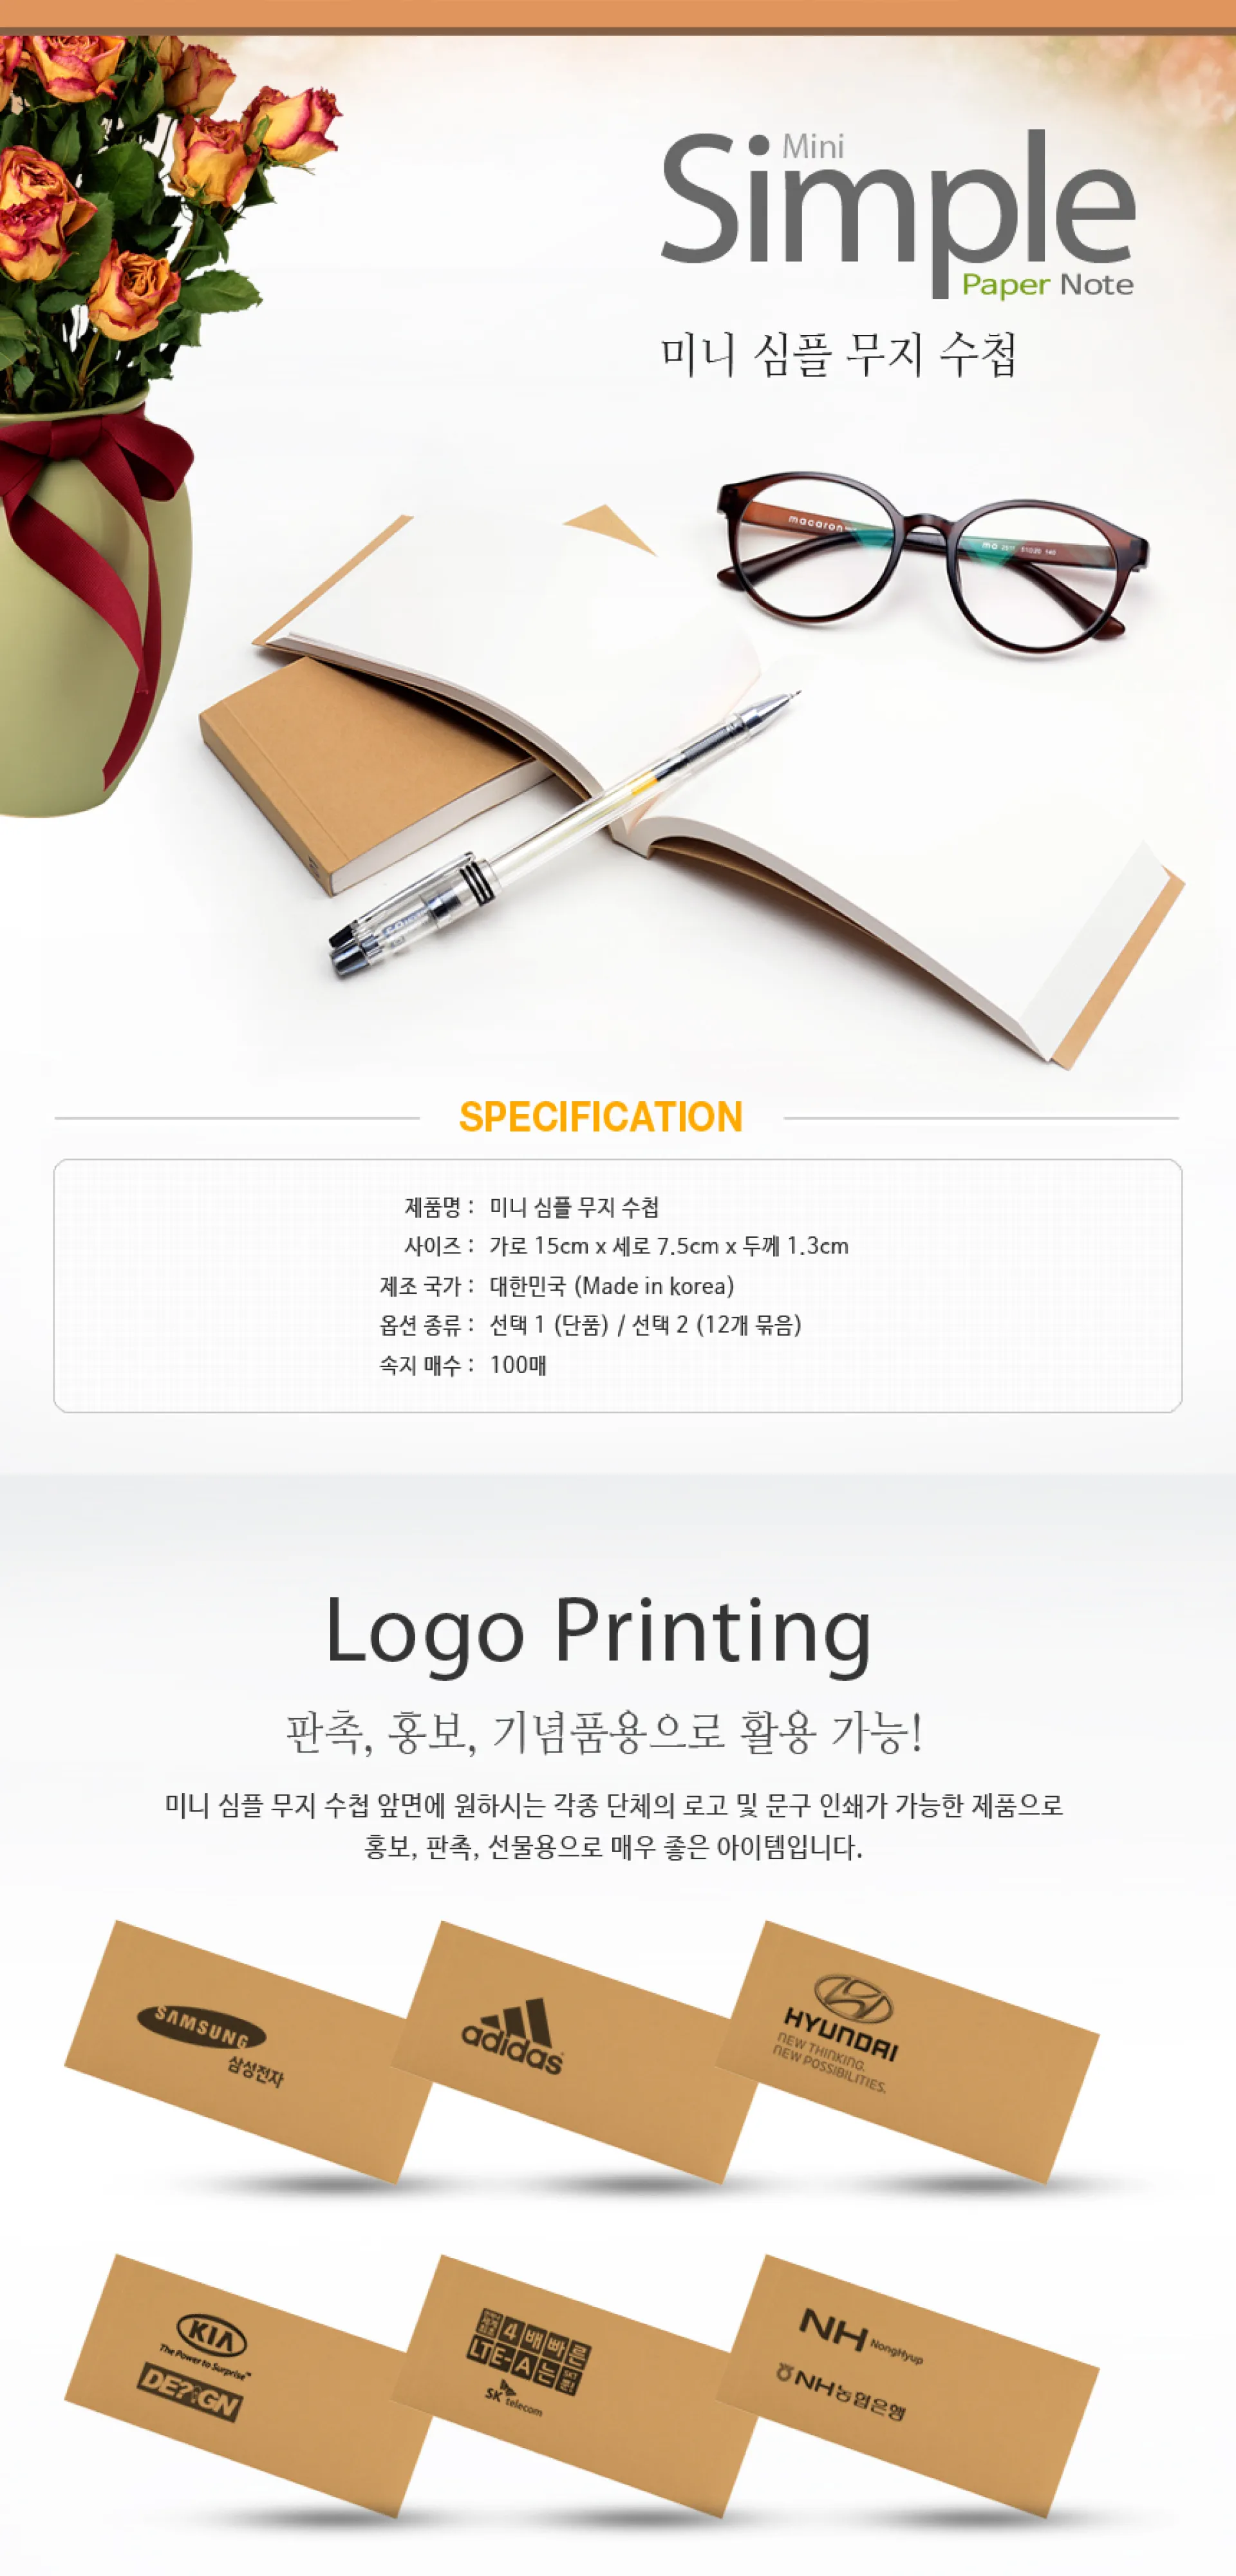 Mini
Simple
Paper Note
미니 심플 무지 수첩
macaron
SPECIFICATION
제품명 : 미니 심플 무지 수첩
사이즈 : 가로 15cm x 세로 7.5cm x 두께 1.3cm
제조 국가 : 대한민국 (Made in korea)
옵션 종류 : 선택 1 (단품) / 선택 2 (12개 묶음)
속지 매수 : 100매
Logo Printing
판촉, 홍보, 기념품용으로 활용 가능!
미니 심플 무지 수첩 앞면에 원하시는 각종 단체의 로고 및 문구 인쇄가 가능한 제품으로
홍보, 판촉, 선물용으로 매우 좋은 아이템입니다.
SAMSUNG
삼성전자
adidas
HYUNDAI
NEW THINKING.
NEW POSSIBILITIES.
KIA
The Power to Surprise™
DE?:GN
4배빠른
LTE-A는
SK telecom
NH NongHyup
NH농협은행